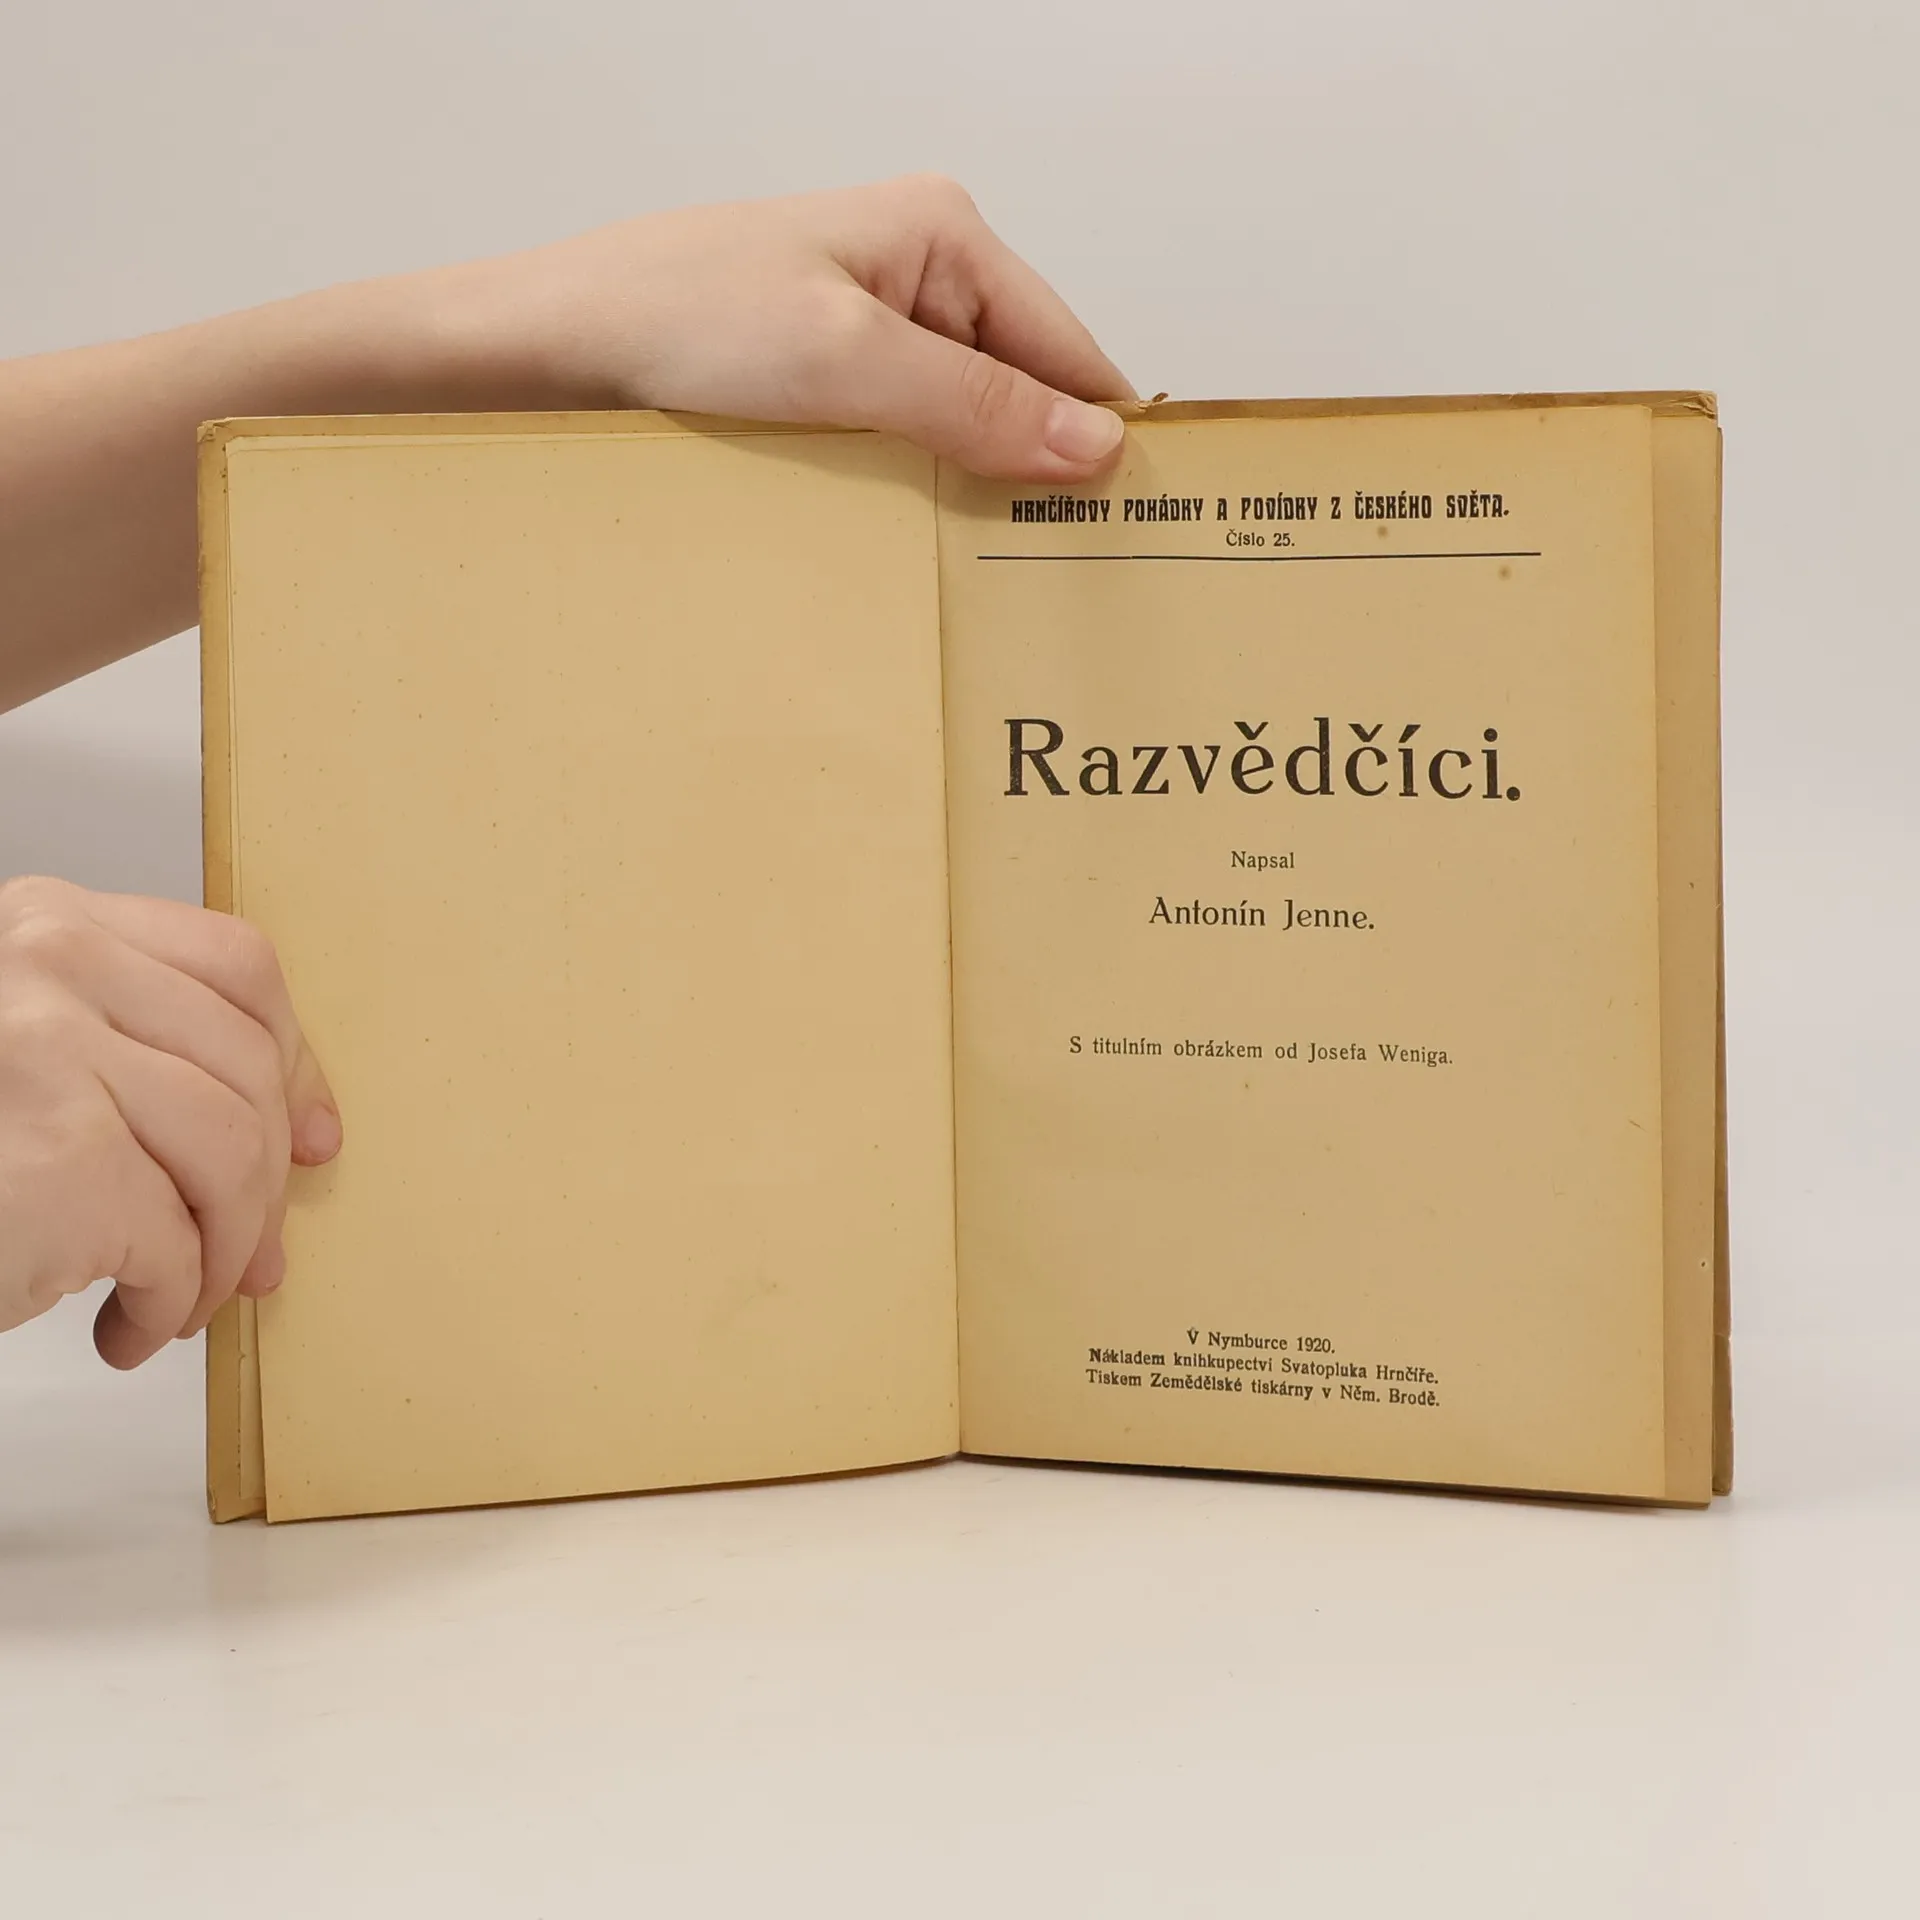 HRNČÍŘOVY POHÁDKY A POVÍDKY Z ČESKÉHO SVĚTA.
Číslo 25.
Razvědčíci.
Napsal
Antonín Jenne.
S titulním obrázkem od Josefa Weniga.
V Nymburce 1920.
Nákladem knihkupectví Svatopluka Hrnčíře.
Tiskem Zemědělské tiskárny v Něm. Brodě.